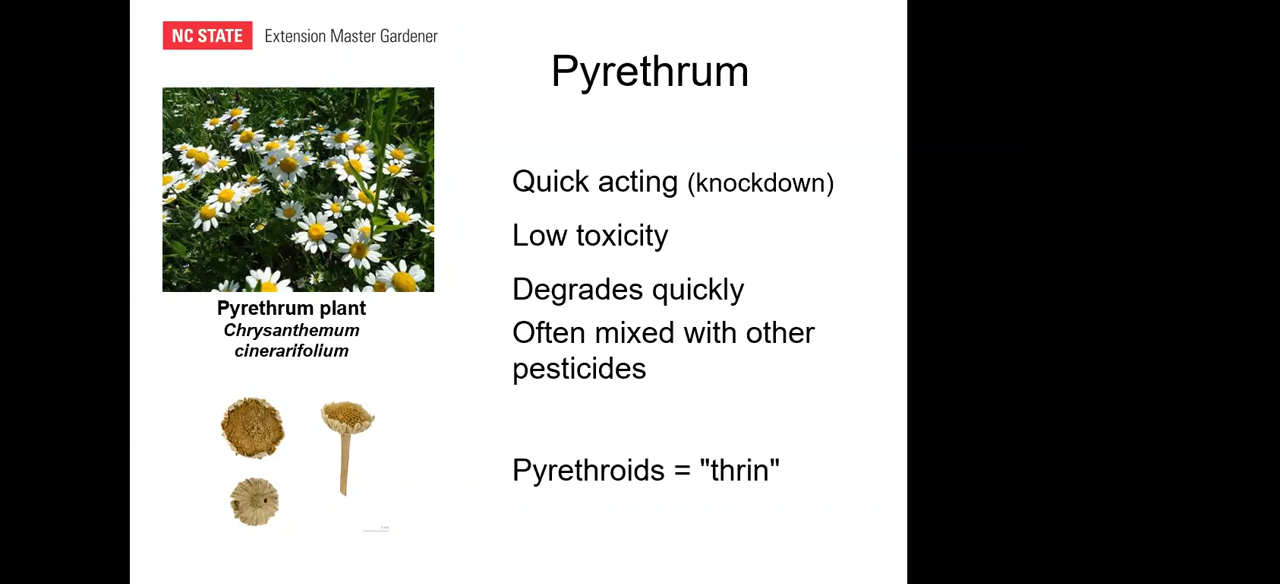 NC STATE Extension Master Gardener
Pyrethrum
Quick acting (knockdown)
Low toxicity
Degrades quickly
Often mixed with other
pesticides
Pyrethroids = "thrin"
Pyrethrum plant
Chrysanthemum
cinerarifolium